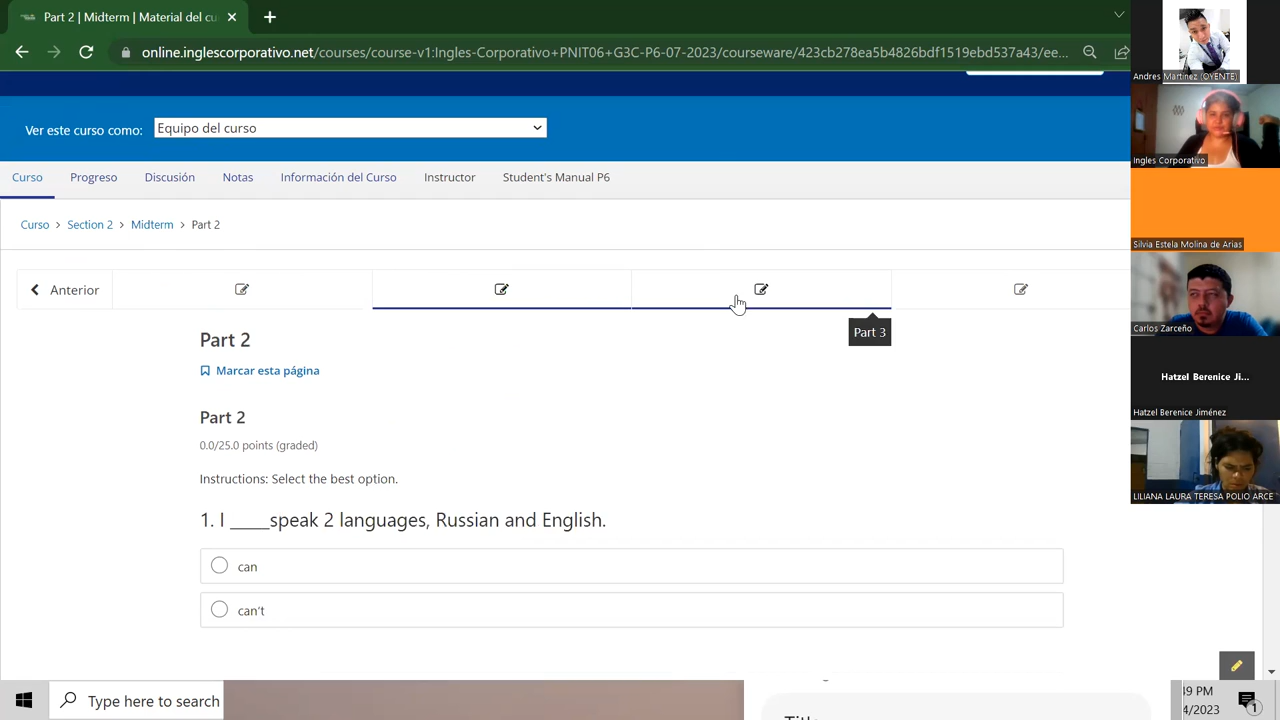 Part 2 | Midterm | Material del cu
online.inglescorporativo.net/courses/course-v1:Ingles-Corporativo+PNIT06+G3C-P6-07-2023/courseware/423cb278ea5b4826bdf1519ebd537a43/ee...
Ver este curso como:
Equipo del curso
Curso
Progreso
Discusión
Notas
Información del Curso
Instructor
Student's Manual P6
Curso > Section 2 > Midterm > Part 2
Anterior
Part 3
Part 2
Marcar esta página
Part 2
0.0/25.0 points (graded)
Instructions: Select the best option.
1. I _____speak 2 languages, Russian and English.
can
can't
Type here to search
39 PM
4/2023
1
Andres Martinez (OYENTE)
Ingles Corporativo
Silvia Estela Molina de Arias
Carlos Zarceño
Hatzel Berenice Ji...
Hatzel Berenice Jiménez
LILIANA LAURA TERESA POLIO ARCE